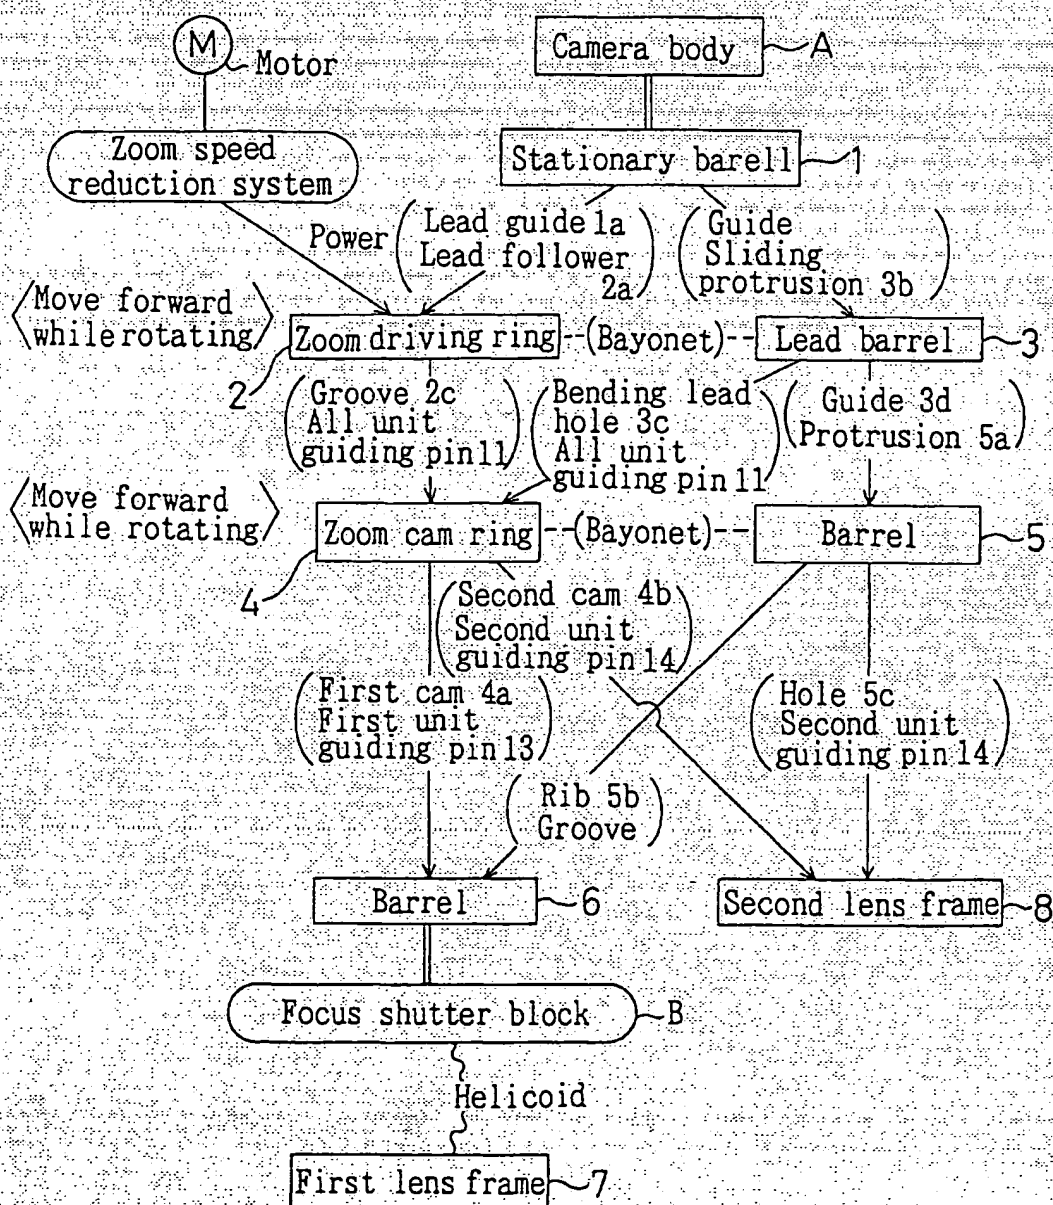 M
Motor
Camera body
A
Zoom speed
reduction system
Stationary barell
1
Power
Lead guide 1a
Lead follower
2a
Guide
Sliding
protrusion 3b
Move forward
while rotating
Zoom driving ring
(Bayonet)
Lead barrel
3
2
Groove 2c
All unit
guiding pin 11
Bending lead
hole 3c
All unit
guiding pin 11
Guide 3d
Protrusion 5a
Move forward
while rotating
Zoom cam ring
(Bayonet)
Barrel
5
4
Second cam 4b
Second unit
guiding pin 14
First cam 4a
First unit
guiding pin 13
Hole 5c
Second unit
guiding pin 14
Rib 5b
Groove
Barrel
6
Second lens frame
8
Focus shutter block
B
Helicoid
First lens frame
7